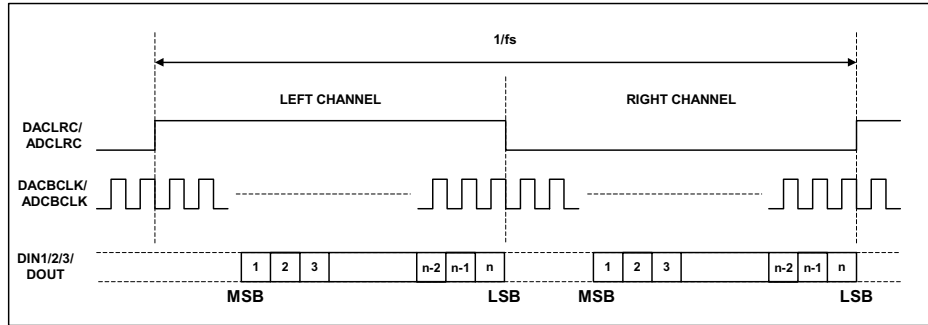 1/fs
LEFT CHANNEL RIGHT CHANNEL
DACLRC/
ADCLRC
DACBCLK/
ADCBCLK
DIN1/2/3/
DOUT
1 2 3 n-2 n-1 n 1 2 3 n-2 n-1 n
MSB LSB MSB LSB